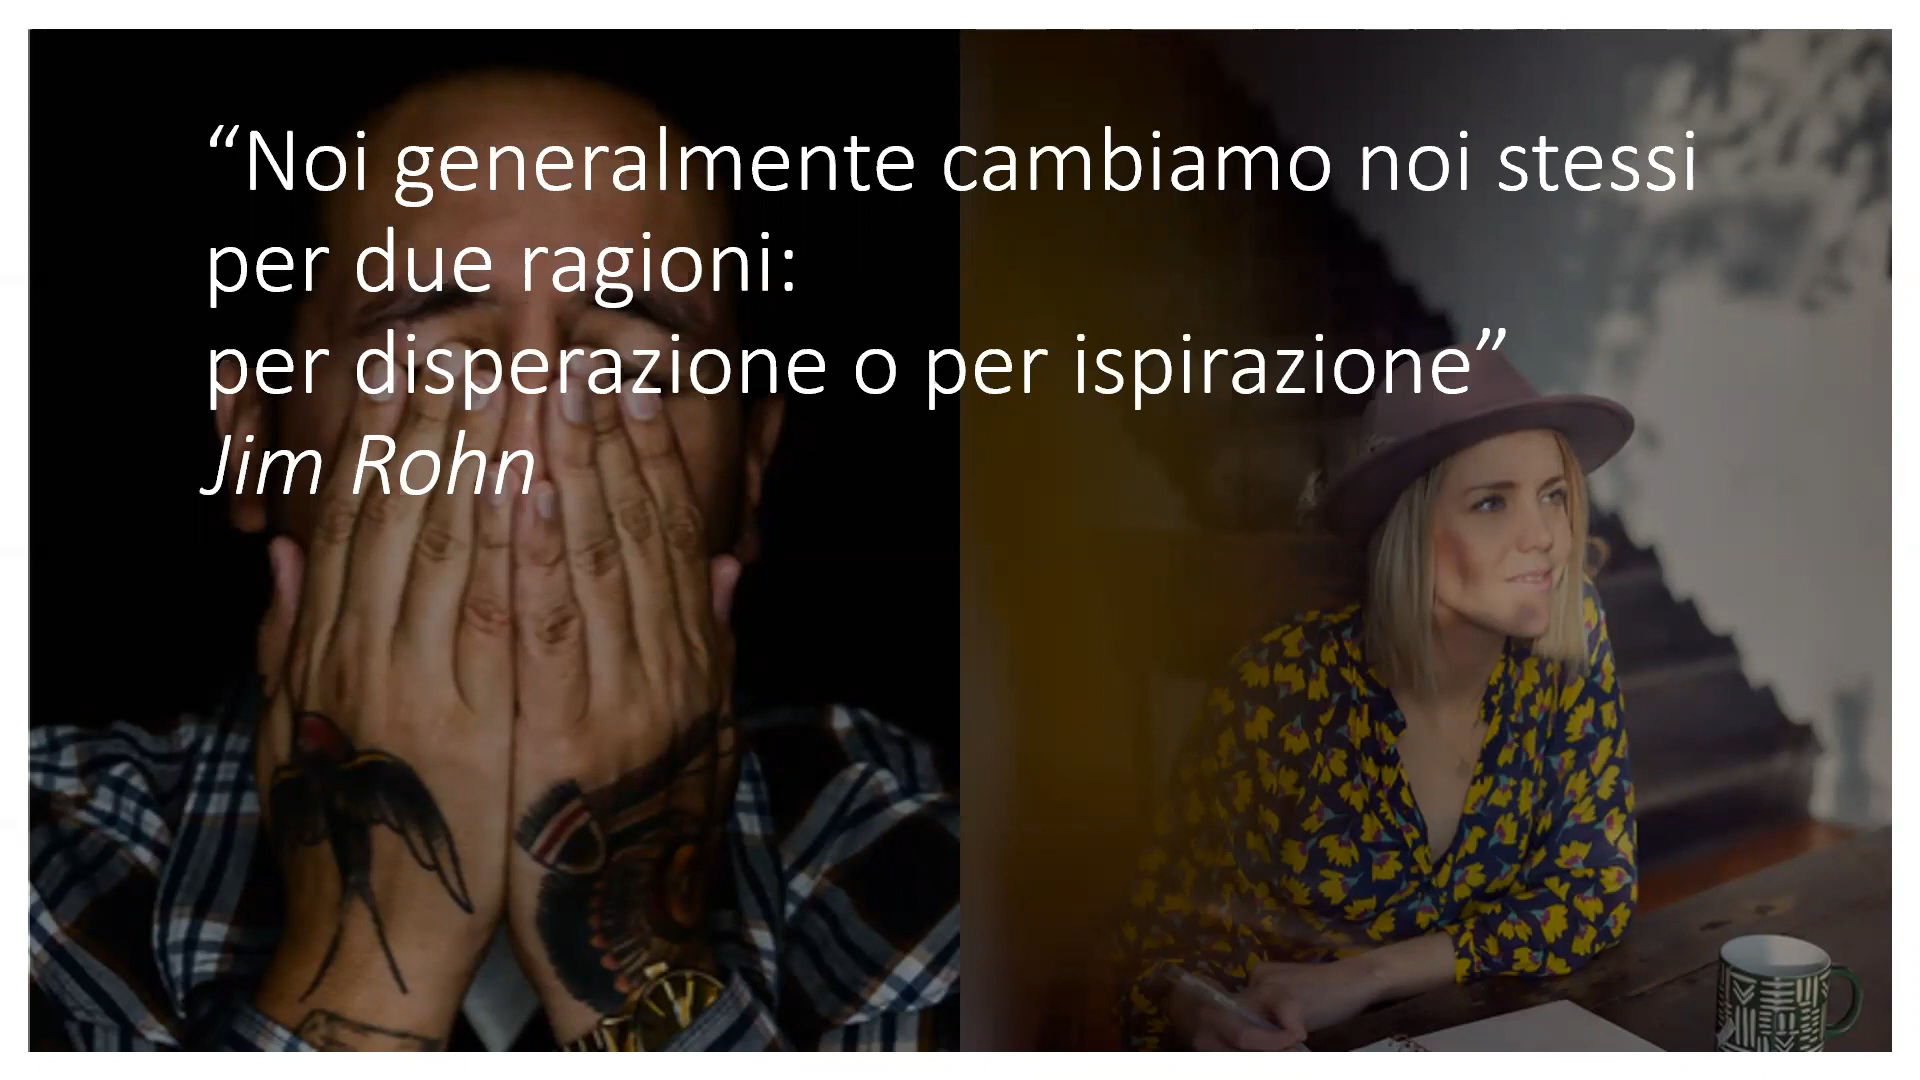 “Noi generalmente cambiamo noi stessi
per due ragioni:
per disperazione o per ispirazione”
Jim Rohn